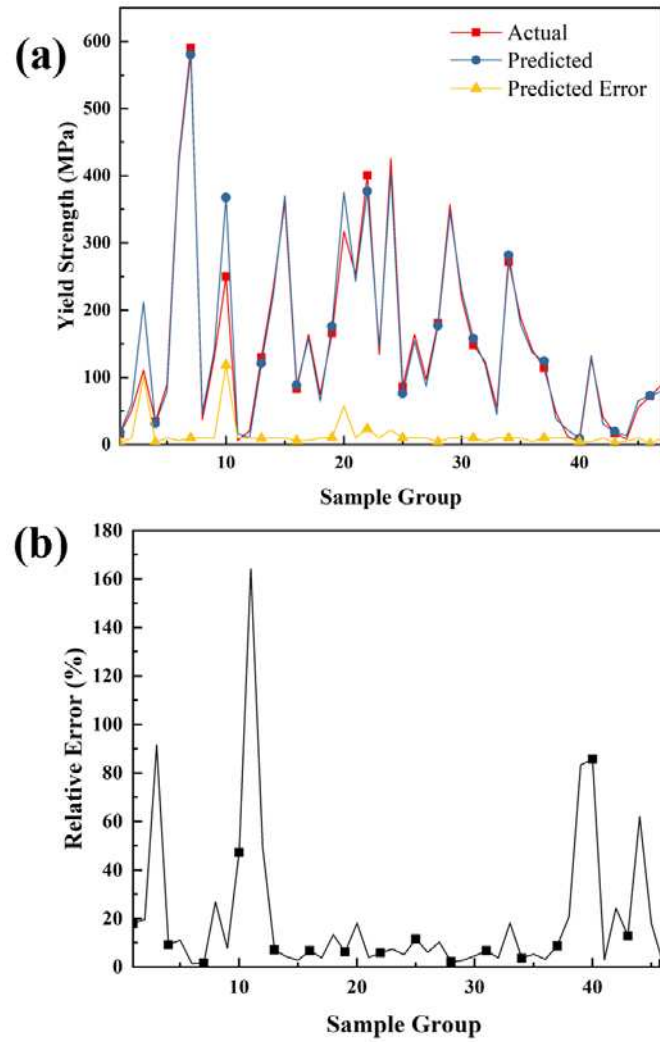 (a)
Actual
Predicted
Predicted Error
600
500
400
300
200
100
0
Yield Strength (MPa)
10 20 30 40
Sample Group
(b)
180
160
140
120
100
80
60
40
20
0
Relative Error (%)
10 20 30 40
Sample Group